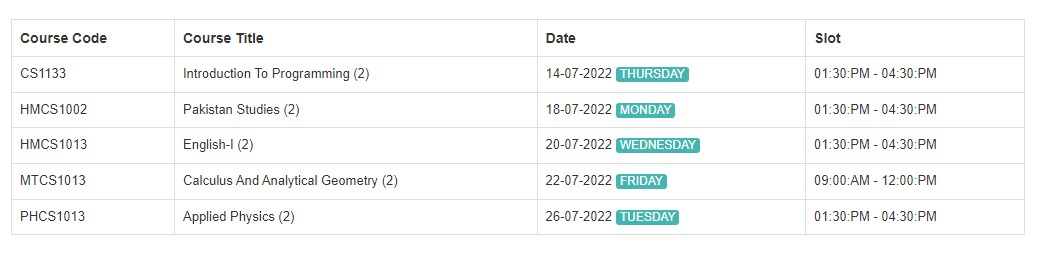 Course Code Course Title Date Slot
CS1133 Introduction To Programming (2) 14-07-2022 THURSDAY 01:30:PM - 04:30:PM
HMCS1002 Pakistan Studies (2) 18-07-2022 MONDAY 01:30:PM - 04:30:PM
HMCS1013 English-I (2) 20-07-2022 WEDNESDAY 01:30:PM - 04:30:PM
MTCS1013 Calculus And Analytical Geometry (2) 22-07-2022 FRIDAY 09:00:AM - 12:00:PM
PHCS1013 Applied Physics (2) 26-07-2022 TUESDAY 01:30:PM - 04:30:PM